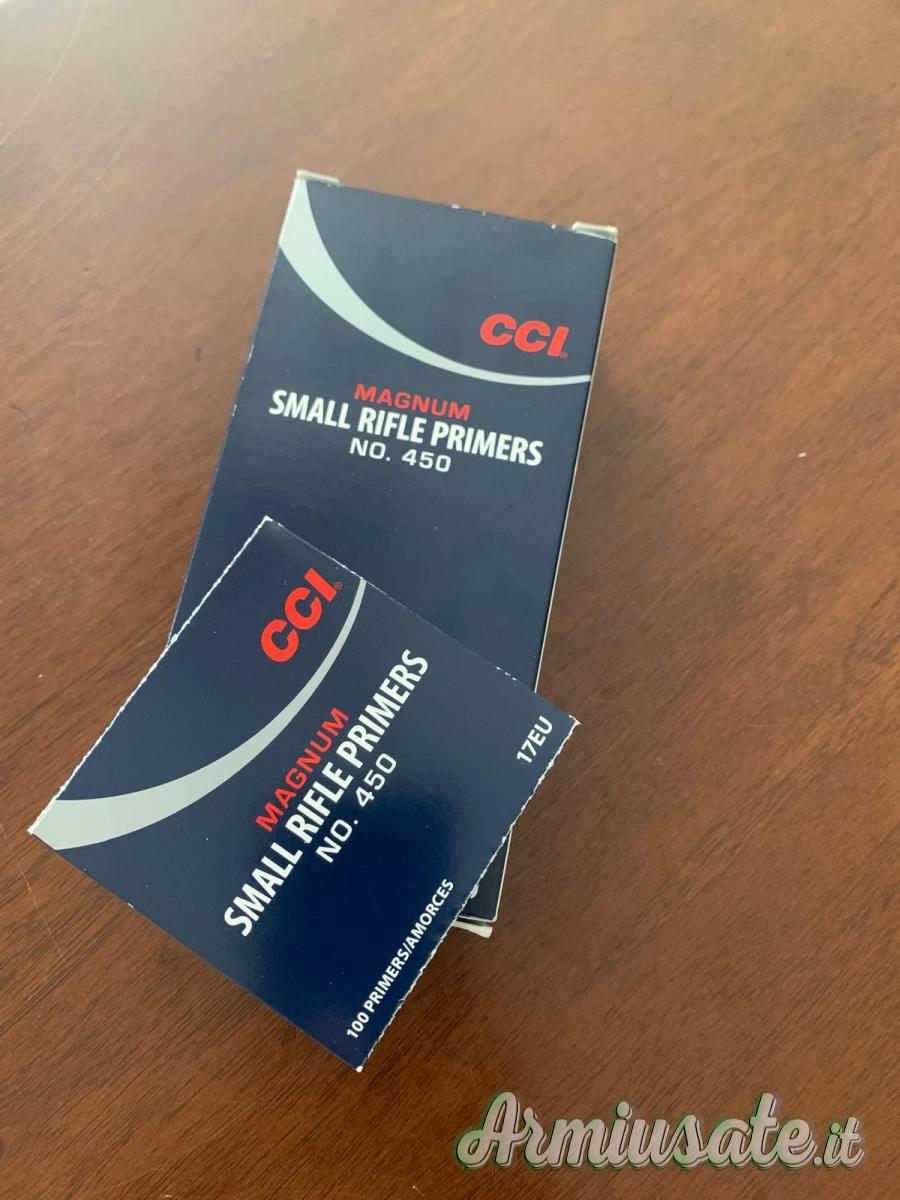 CCI
MAGNUM
SMALL RIFLE PRIMERS
NO. 450
CCI®
MAGNUM
SMALL RIFLE PRIMERS
NO. 450
17EU
100 PRIMERS/AMORCES
Armiusate.it